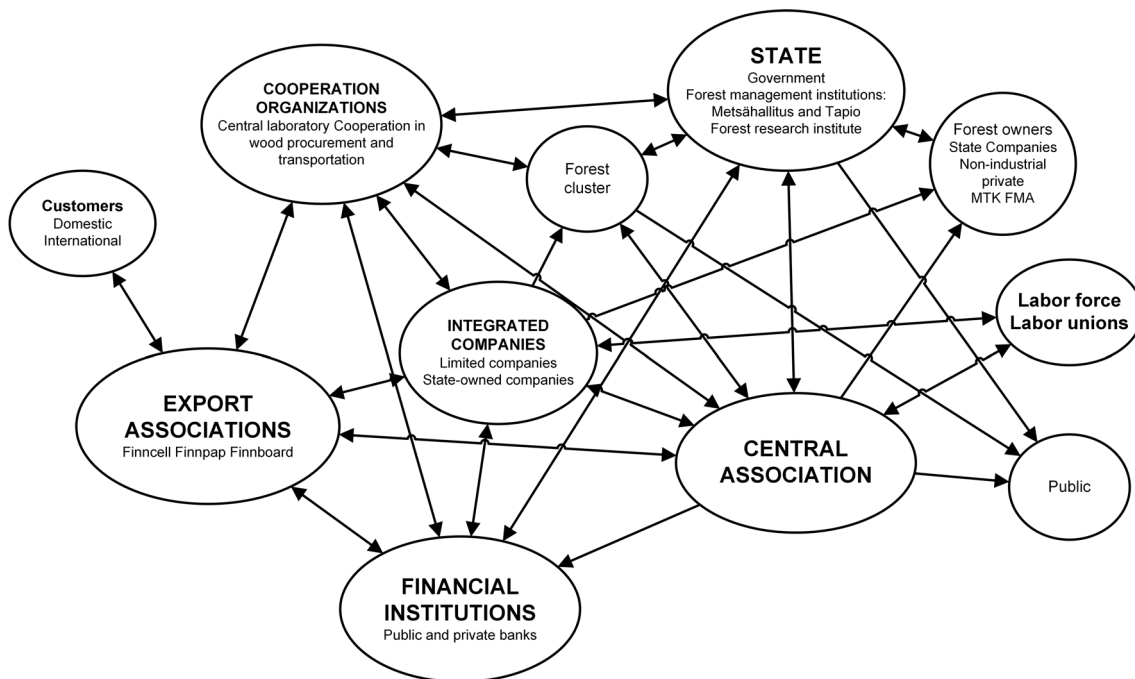 STATE
Government
Forest management institutions:
Metsähallitus and Tapio
Forest research institute
COOPERATION
ORGANIZATIONS
Central laboratory Cooperation in
wood procurement and
transportation
Forest
cluster
Forest owners
State Companies
Non-industrial
private
MTK FMA
Customers
Domestic
International
Labor force
Labor unions
INTEGRATED
COMPANIES
Limited companies
State-owned companies
EXPORT
ASSOCIATIONS
Finncell Finnpap Finnboard
CENTRAL
ASSOCIATION
Public
FINANCIAL
INSTITUTIONS
Public and private banks